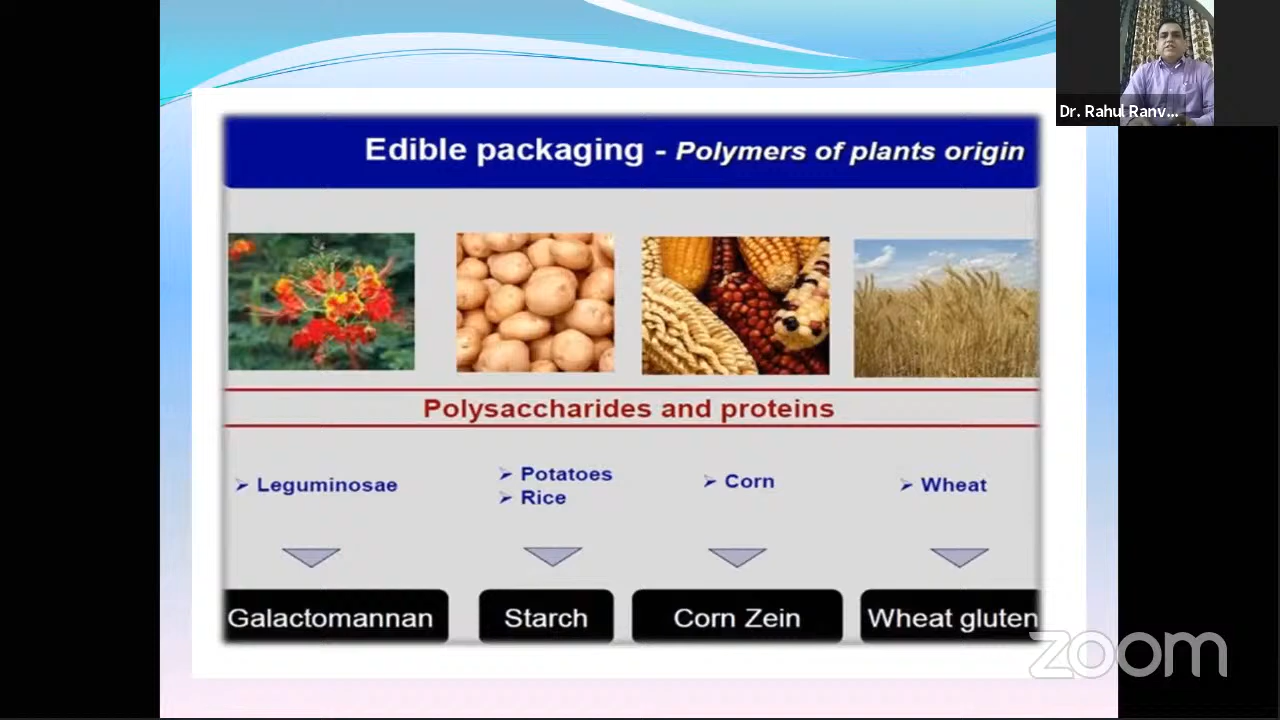 Dr. Rahul Ranv...
Edible packaging - Polymers of plants origin
Polysaccharides and proteins
➢ Leguminosae
➢ Potatoes
➢ Rice
➢ Corn
➢ Wheat
Galactomannan
Starch
Corn Zein
Wheat gluten
zoom